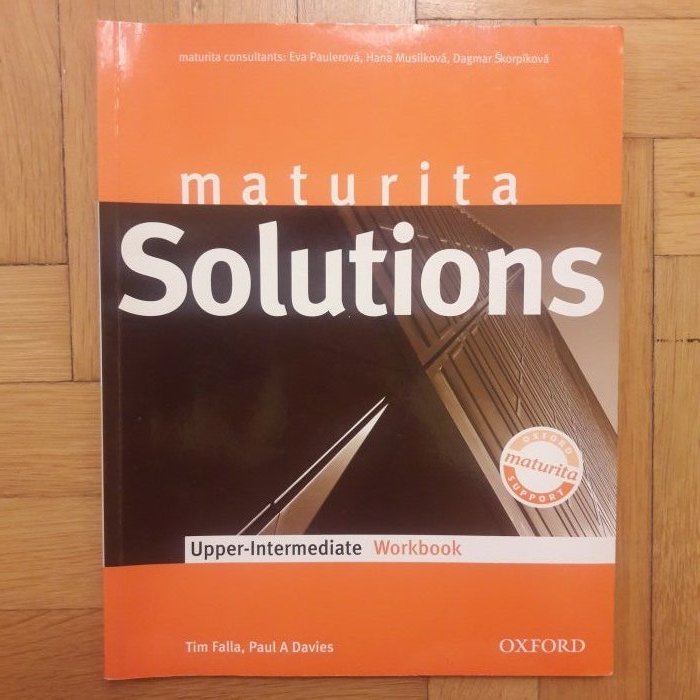 maturita consultants: Eva Paulerová, Hana Musilková, Dagmar Škorpíková
maturita
Solutions
OXFORD
maturita
SUPPORT
Upper-Intermediate Workbook
Tim Falla, Paul A Davies
OXFORD